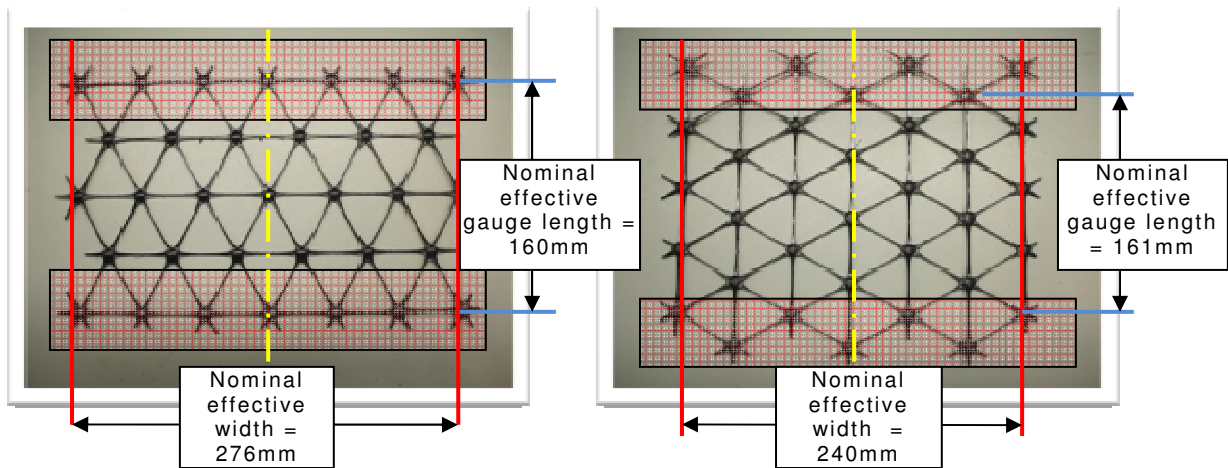 Nominal
effective
gauge length =
160mm
Nominal
effective
width =
276mm
Nominal
effective
gauge length
= 161mm
Nominal
effective
width =
240mm